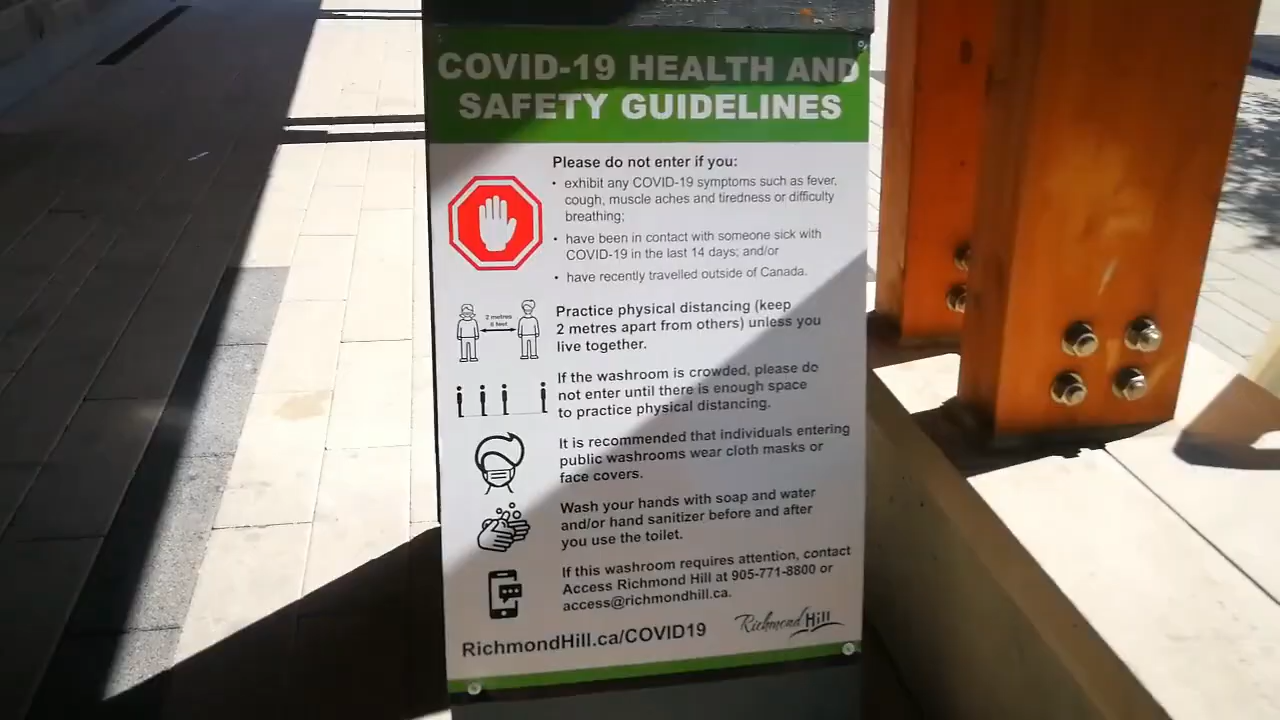 COVID-19 HEALTH AND
SAFETY GUIDELINES
Please do not enter if you:
• exhibit any COVID-19 symptoms such as fever,
cough, muscle aches and tiredness or difficulty
breathing;
• have been in contact with someone sick with
COVID-19 in the last 14 days; and/or
• have recently travelled outside of Canada.
2 metres
6 feet
Practice physical distancing (keep
2 metres apart from others) unless you
live together.
If the washroom is crowded, please do
not enter until there is enough space
to practice physical distancing.
It is recommended that individuals entering
public washrooms wear cloth masks or
face covers.
Wash your hands with soap and water
and/or hand sanitizer before and after
you use the toilet.
If this washroom requires attention, contact
Access Richmond Hill at 905-771-8800 or
access@richmondhill.ca.
RichmondHill.ca/COVID19
Richmond Hill